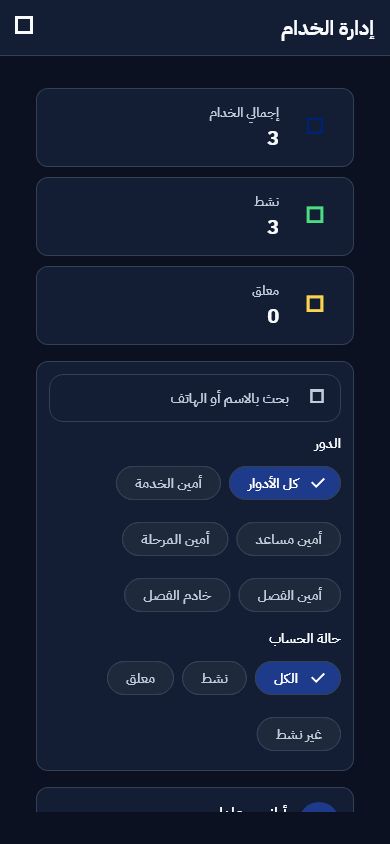 إدارة الخدام
إجمالي الخدام
3
نشط
3
معلق
0
بحث بالاسم أو الهاتف
الدور
كل الأدوار
أمين الخدمة
أمين مساعد
أمين المرحلة
أمين الفصل
خادم الفصل
حالة الحساب
الكل
نشط
معلق
غير نشط